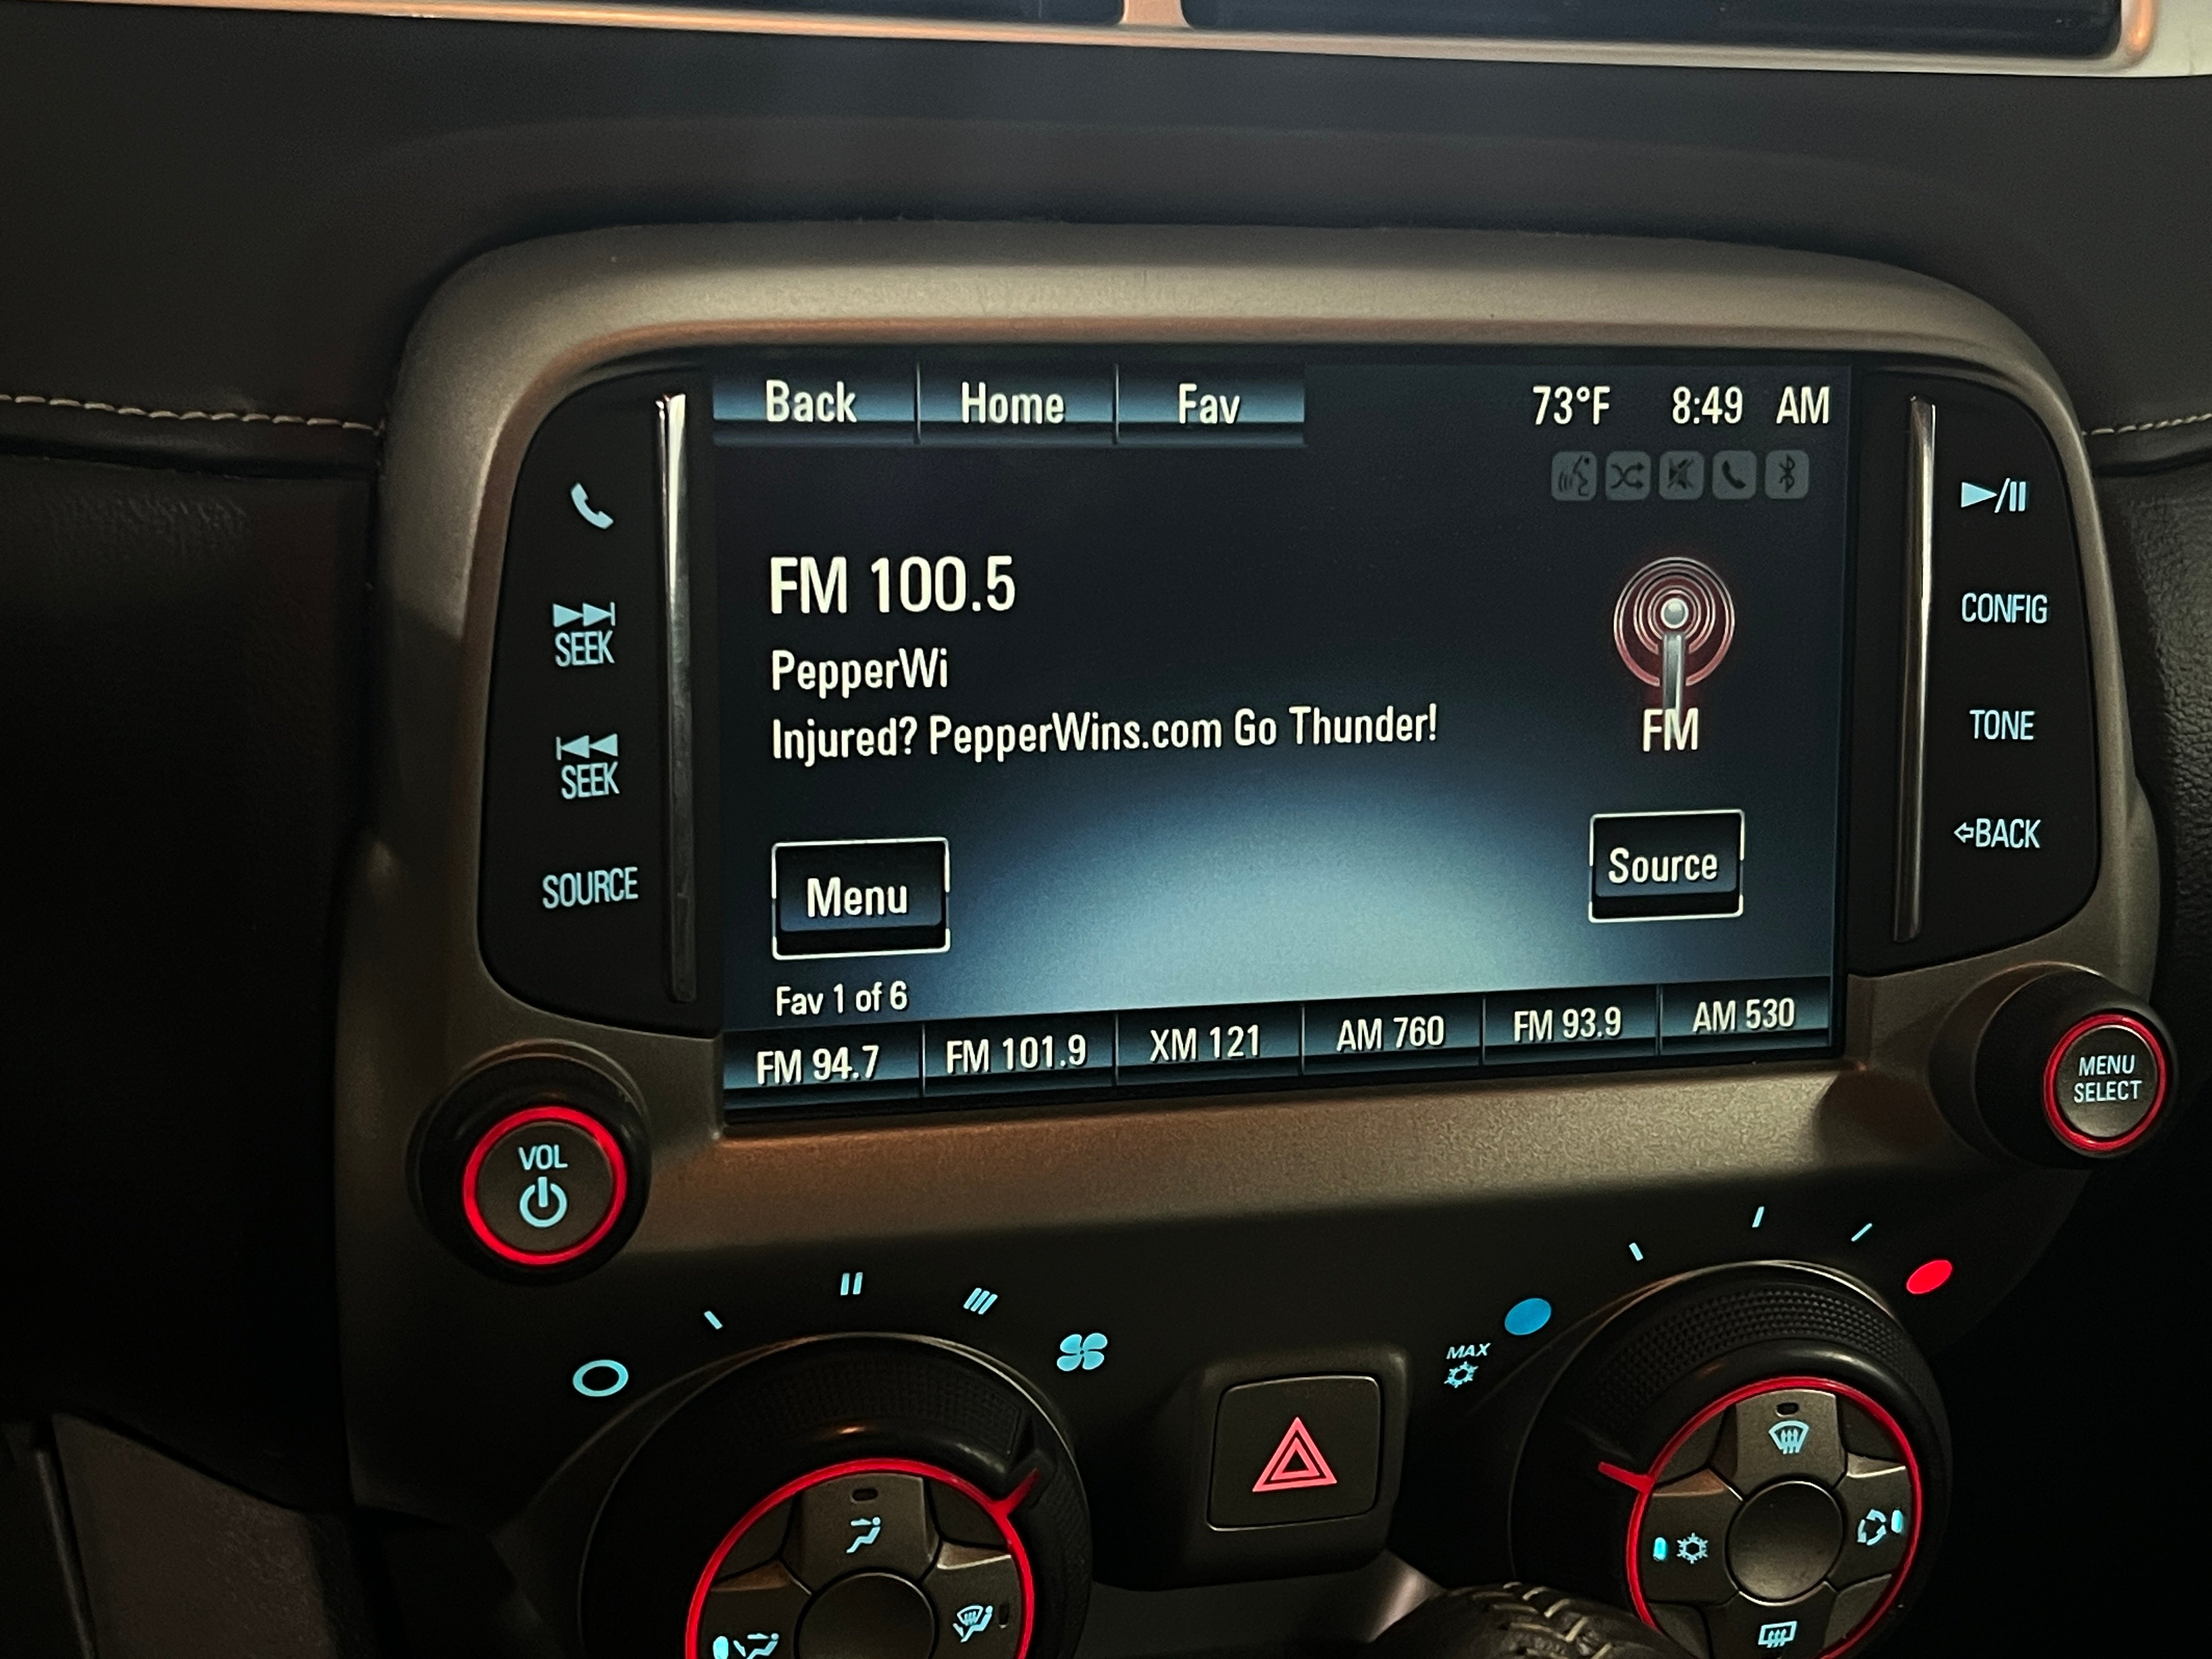 Back Home Fav 73°F 8:49 AM
SEEK
SEEK
SOURCE
FM 100.5
PepperWi
Injured? PepperWins.com Go Thunder!
FM
Menu
Source
Fav 1 of 6
FM 94.7 FM 101.9 XM 121 AM 760 FM 93.9 AM 530
CONFIG
TONE
BACK
VOL
MENU
SELECT
MAX